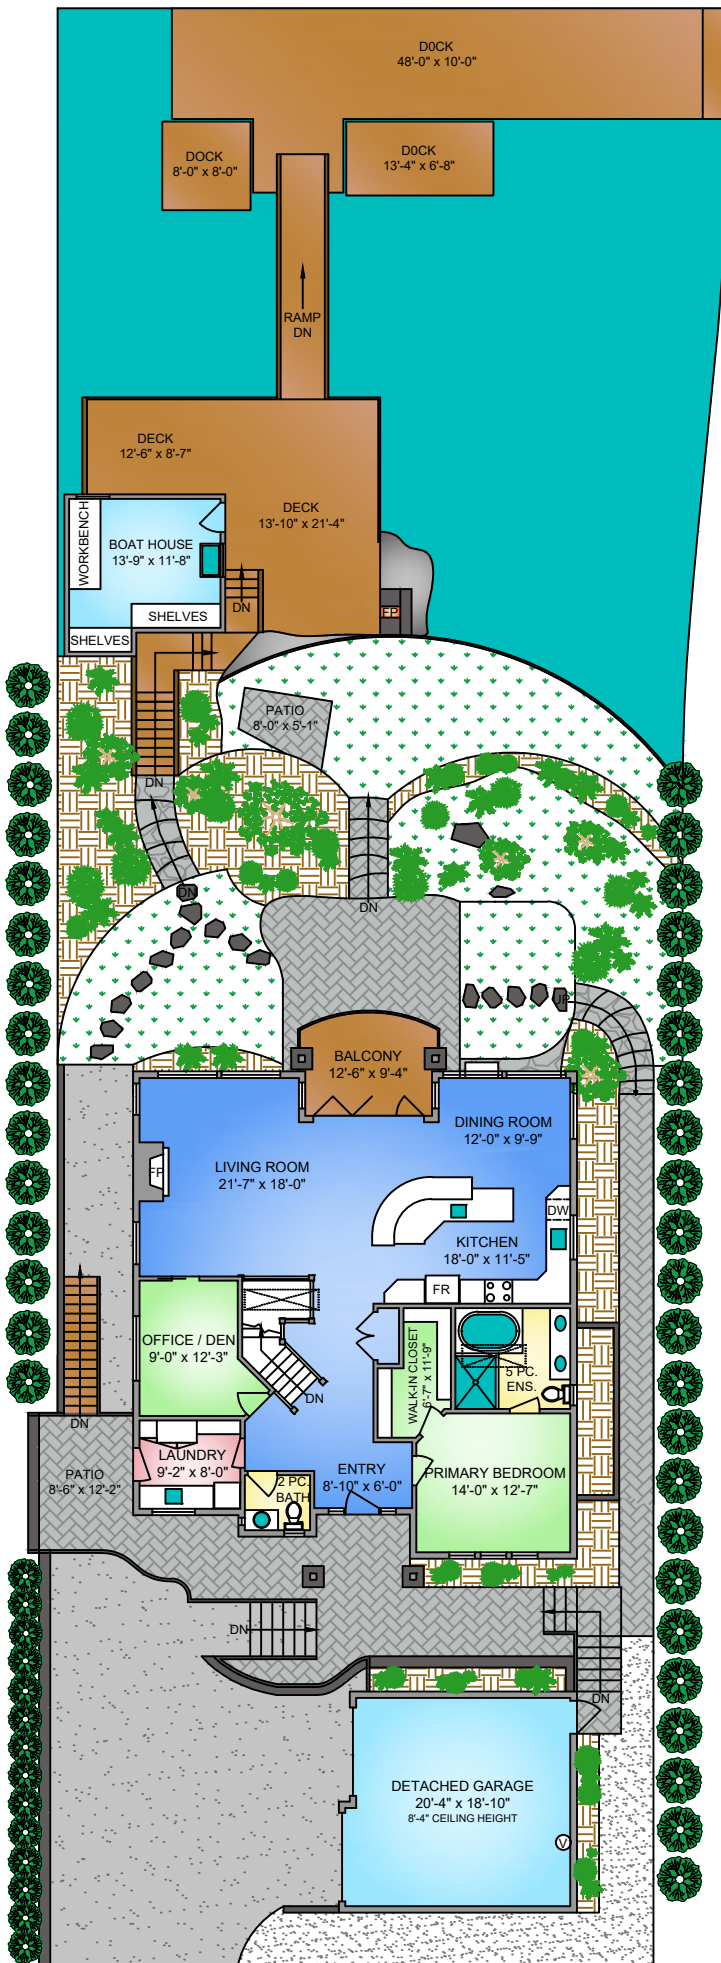 D0CK
48'-0" x 10'-0"
DOCK
8'-0" x 8'-0"
D0CK
13'-4" x 6'-8"
RAMP
DN
DECK
12'-6" x 8'-7"
DECK
13'-10" x 21'-4"
WORKBENCH
BOAT HOUSE
13'-9" x 11'-8"
DN
SHELVES
SHELVES
FP
PATIO
8'-0" x 5'-1"
DN
DN
DN
UP
BALCONY
12'-6" x 9'-4"
DINING ROOM
12'-0" x 9'-9"
LIVING ROOM
21'-7" x 18'-0"
FP
DW
KITCHEN
18'-0" x 11'-5"
FR
OFFICE / DEN
9'-0" x 12'-3"
DN
WALK-IN CLOSET
6'-7" x 11'-9"
5 PC.
ENS.
DN
PATIO
8'-6" x 12'-2"
LAUNDRY
9'-2" x 8'-0"
2 PC.
BATH
ENTRY
8'-10" x 6'-0"
PRIMARY BEDROOM
14'-0" x 12'-7"
DN
DN
DETACHED GARAGE
20'-4" x 18'-10"
8'-4" CEILING HEIGHT
V